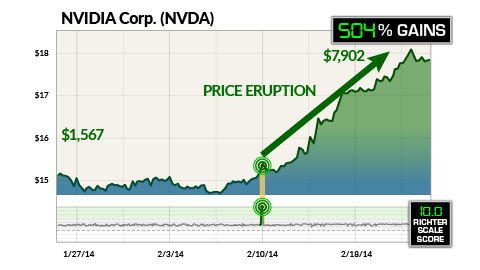 NVIDIA Corp. (NVDA)
504% GAINS
$18
$7,902
$17
PRICE ERUPTION
$16
$1,567
$15
10.0
RICHTER
SCALE
SCORE
1/27/14
2/3/14
2/10/14
2/18/14